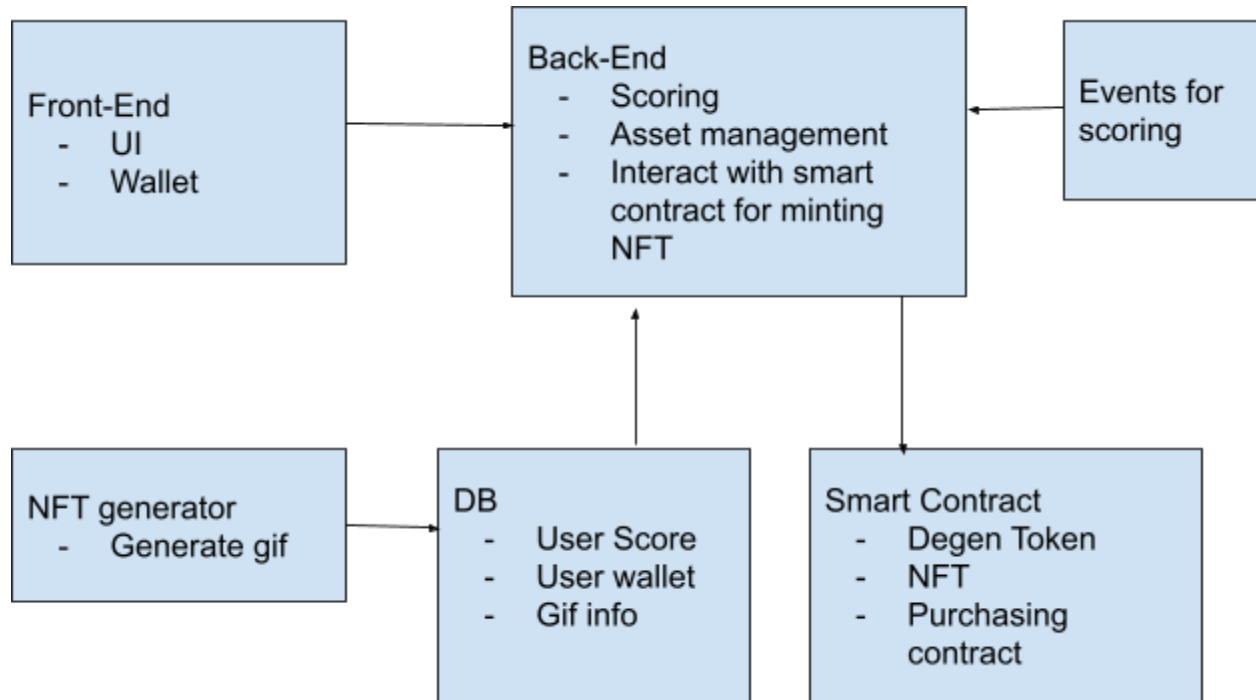 Front-End
- UI
- Wallet
Back-End
- Scoring
- Asset management
- Interact with smart
contract for minting
NFT
Events for
scoring
NFT generator
- Generate gif
DB
- User Score
- User wallet
- Gif info
Smart Contract
- Degen Token
- NFT
- Purchasing
contract